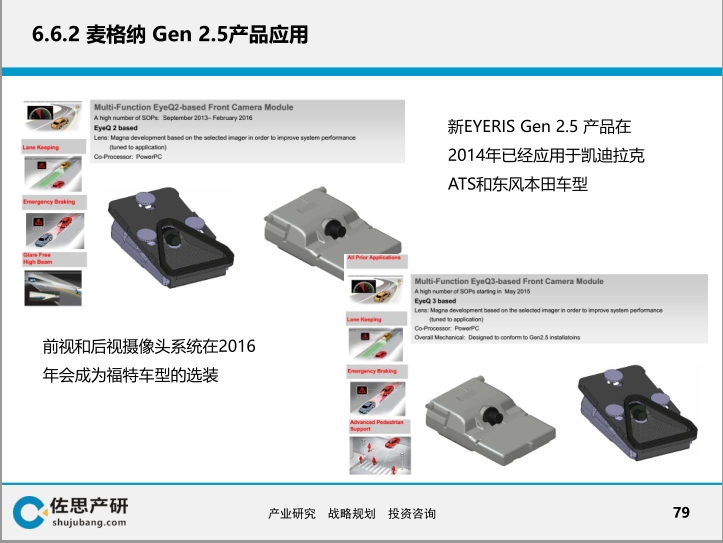 6.6.2 麦格纳 Gen 2.5产品应用
Multi-Function EyeQ2-based Front Camera Module
A high number of SOPs: September 2013– February 2016
EyeQ 2 based
Lens: Magna development based on the selected imager in order to improve system performance
(tuned to application)
Co-Processor: PowerPC
Lane Keeping
Emergency Braking
Glare Free
High Beam
新EYERIS Gen 2.5 产品在
2014年已经应用于凯迪拉克
ATS和东风本田车型
All Prior Applications
Multi-Function EyeQ3-based Front Camera Module
A high number of SOPs starting in May 2015
EyeQ 3 based
Lens: Magna development based on the selected imager in order to improve system performance
(tuned to application)
Co-Processor: PowerPC
Overall Mechanical: Designed to conform to Gen2.5 installatoins
Lane Keeping
Emergency Braking
Advanced Pedestrian
Support
前视和后视摄像头系统在2016
年会成为福特车型的选装
佐思产研
shujubang.com
产业研究 战略规划 投资咨询
79